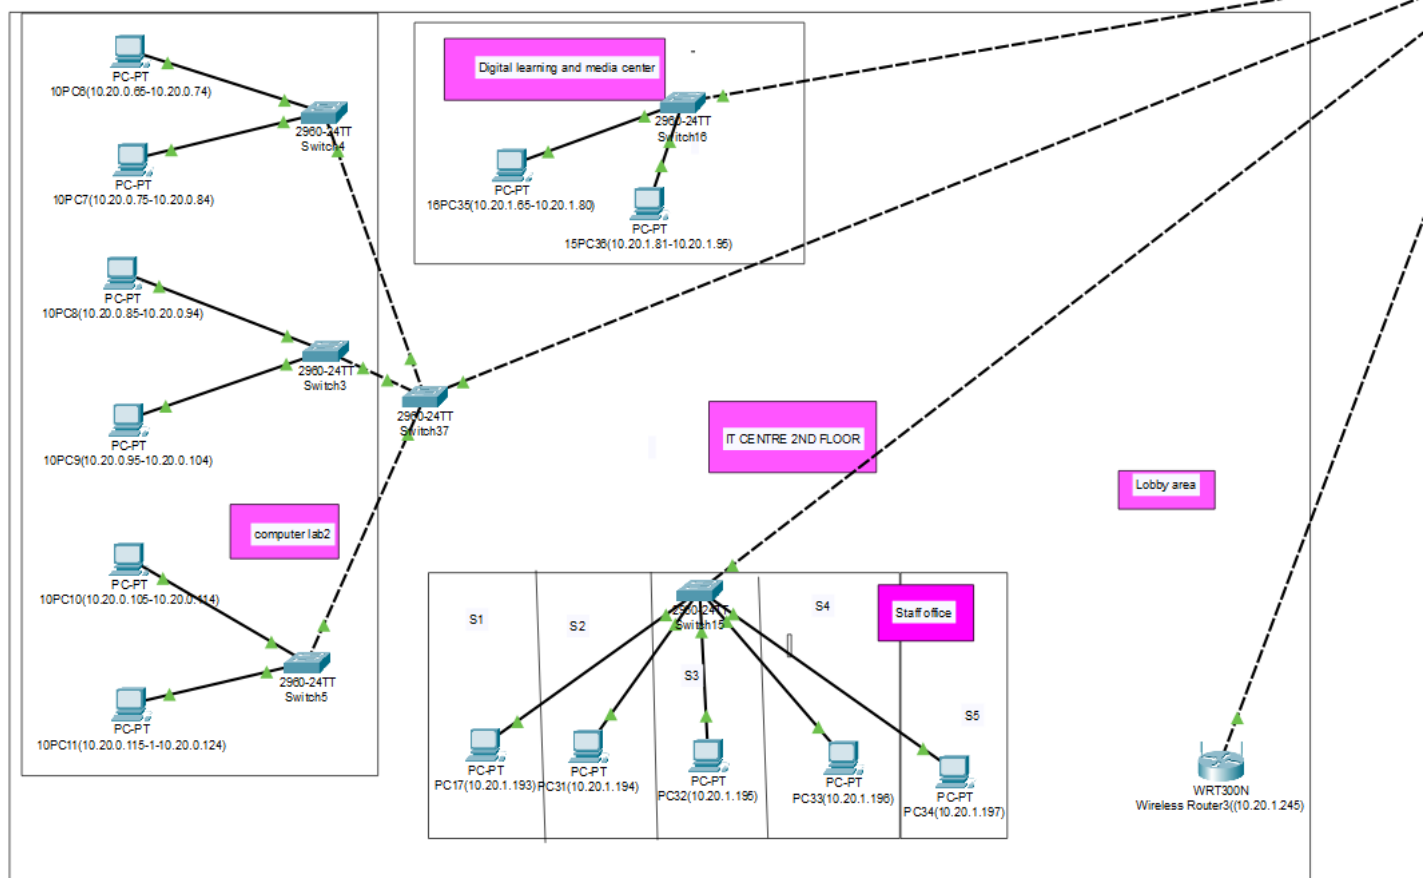 PC-PT
10PC6(10.20.0.65-10.20.0.74)
2960-24TT
Switch4
PC-PT
10PC7(10.20.0.75-10.20.0.84)
Digital learning and media center
2960-24TT
Switch16
PC-PT
16PC35(10.20.1.65-10.20.1.80)
PC-PT
15PC36(10.20.1.81-10.20.1.95)
PC-PT
10PC8(10.20.0.85-10.20.0.94)
2960-24TT
Switch3
PC-PT
10PC9(10.20.0.95-10.20.0.104)
2960-24TT
Switch37
IT CENTRE 2ND FLOOR
Lobby area
computer lab2
PC-PT
10PC10(10.20.0.105-10.20.0.114)
2960-24TT
Switch5
PC-PT
10PC11(10.20.0.115-1-10.20.0.124)
S1
S2
2960-24TT
Switch15
S3
S4
Staff office
S5
PC-PT
PC17(10.20.1.193)
PC-PT
PC31(10.20.1.194)
PC-PT
PC32(10.20.1.195)
PC-PT
PC33(10.20.1.196)
PC-PT
PC34(10.20.1.197)
WRT300N
Wireless Router3((10.20.1.245)